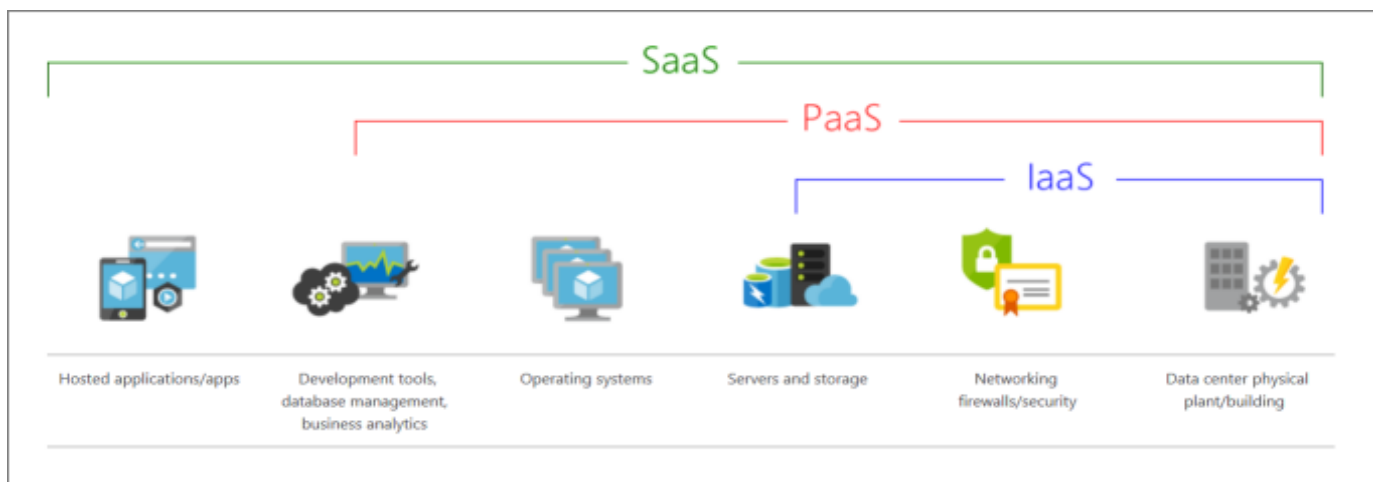 SaaS
PaaS
IaaS
Hosted applications/apps
Development tools,
database management,
business analytics
Operating systems
Servers and storage
Networking
firewalls/security
Data center physical
plant/building